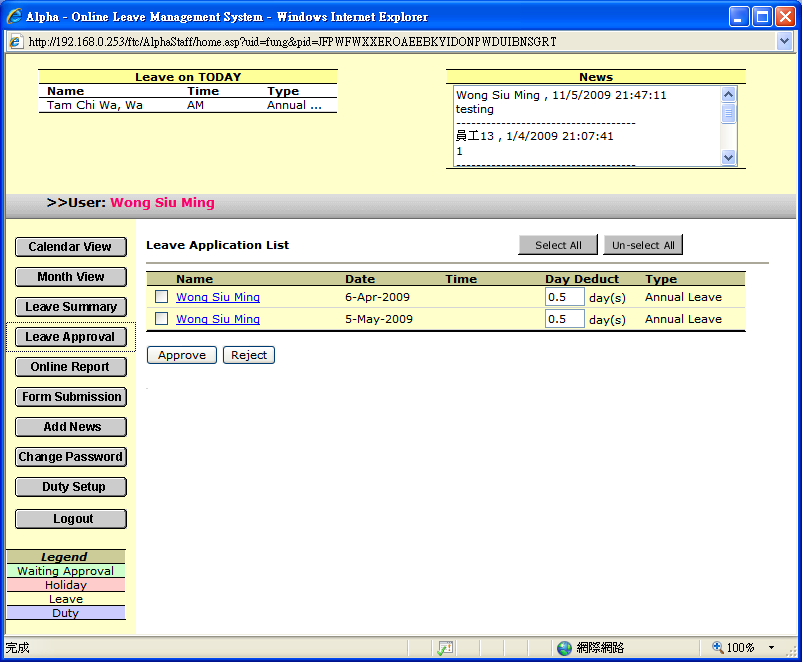 Alpha - Online Leave Management System - Windows Internet Explorer
http://192.168.0.253/ftc/AlphaStaff/home.asp?uid=fung&pid=JFPWFWXXEROAEEBKYIDONPWDUIBNSGRT
Leave on TODAY
Name Time Type
Tam Chi Wa, Wa AM Annual ...
News
Wong Siu Ming , 11/5/2009 21:47:11
testing
------------------------------------
員工13 , 1/4/2009 21:07:41
1
------------------------------------
>>User: Wong Siu Ming
Calendar View
Month View
Leave Summary
Leave Approval
Online Report
Form Submission
Add News
Change Password
Duty Setup
Logout
Legend
Waiting Approval
Holiday
Leave
Duty
Leave Application List
Select All Un-select All
Name Date Time Day Deduct Type
Wong Siu Ming 6-Apr-2009 0.5 day(s) Annual Leave
Wong Siu Ming 5-May-2009 0.5 day(s) Annual Leave
Approve Reject
完成 網際網路 100%